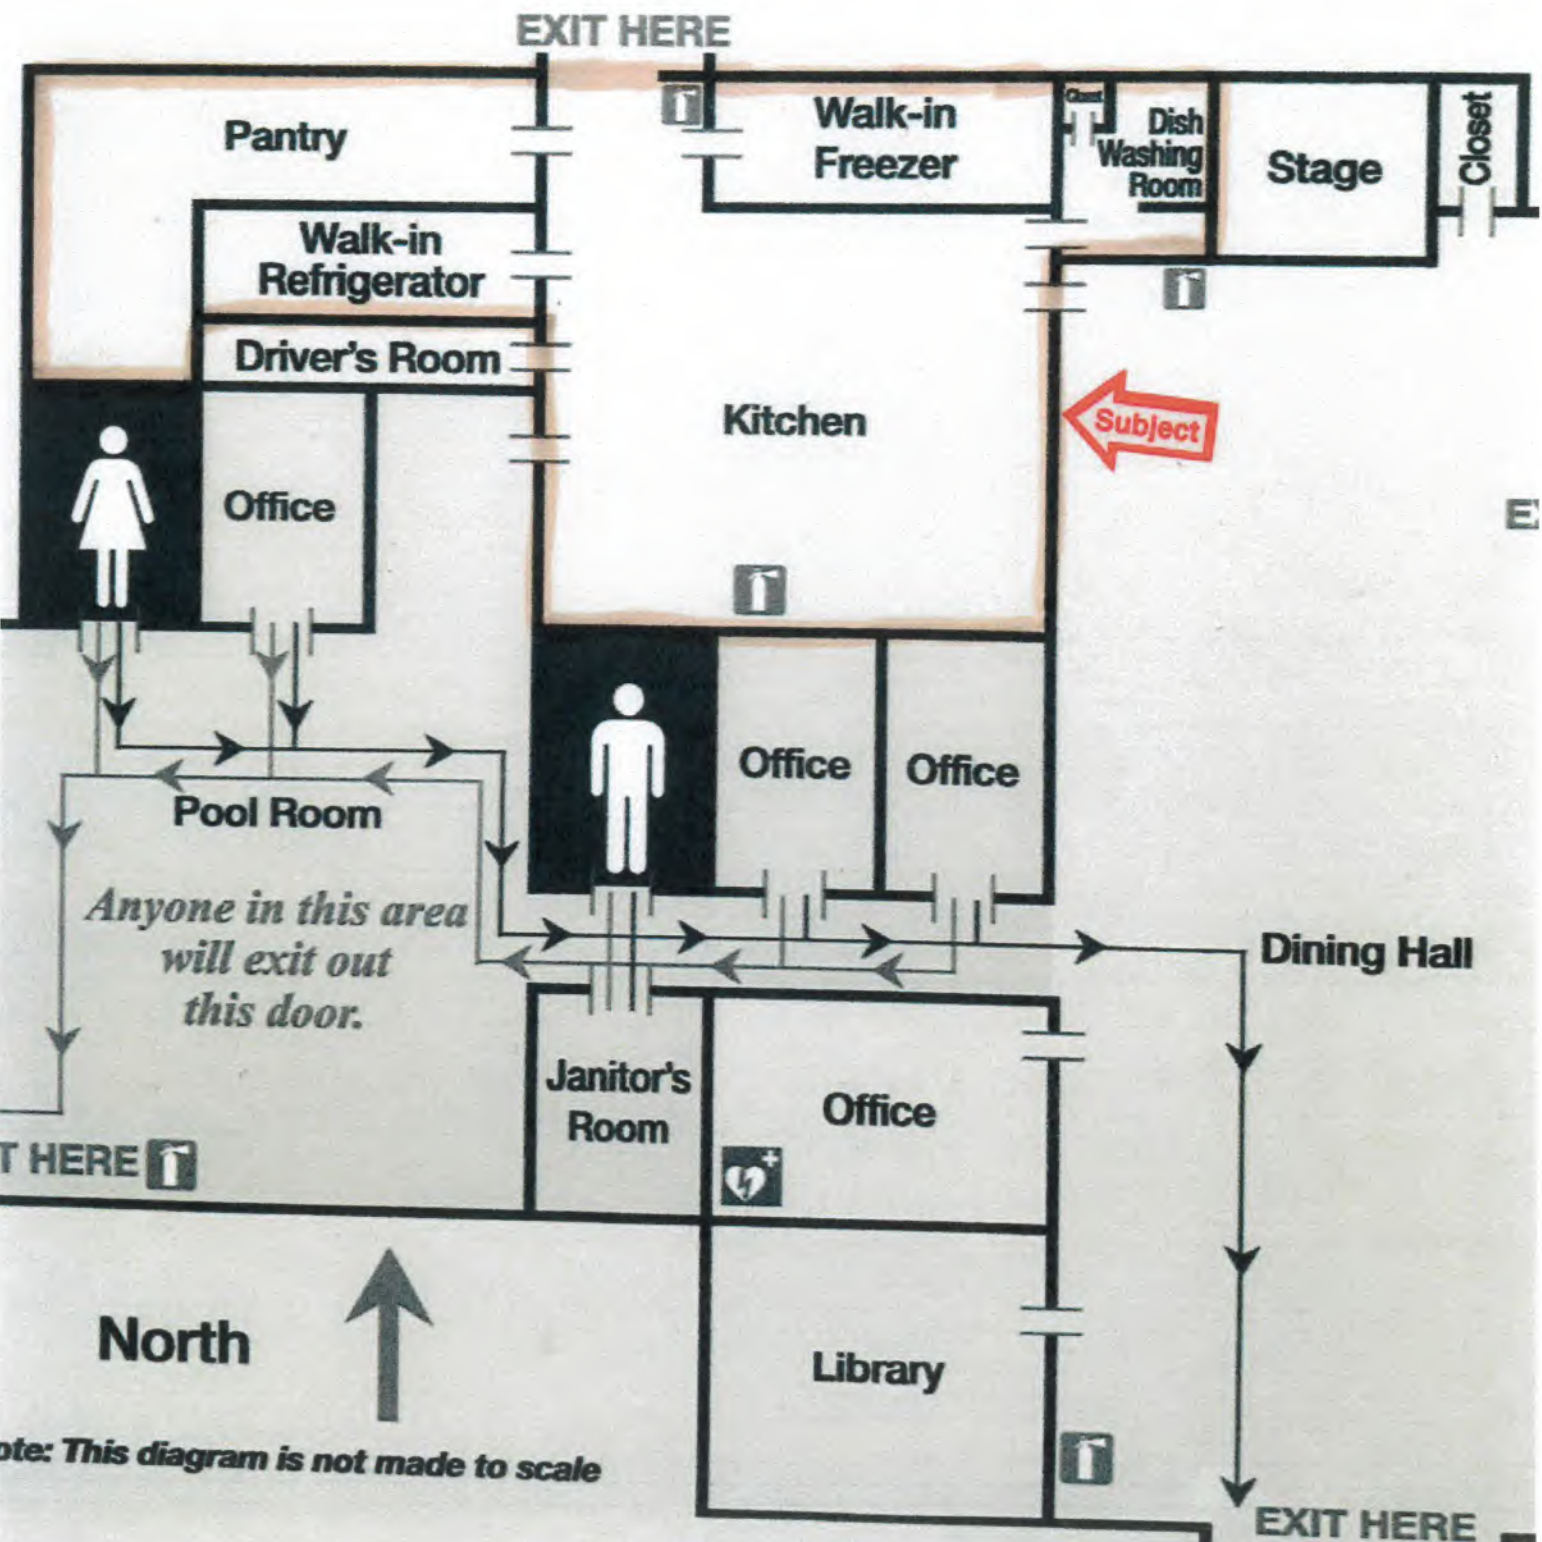 EXIT HERE
Pantry
Walk-in
Freezer
Closet
Dish
Washing
Room
Stage
Closet
Walk-in
Refrigerator
Driver's Room
Kitchen
Subject
Office
Office
Office
Pool Room
Anyone in this area
will exit out
this door.
Dining Hall
Janitor's
Room
Office
HERE
North
Library
This diagram is not made to scale
EXIT HERE